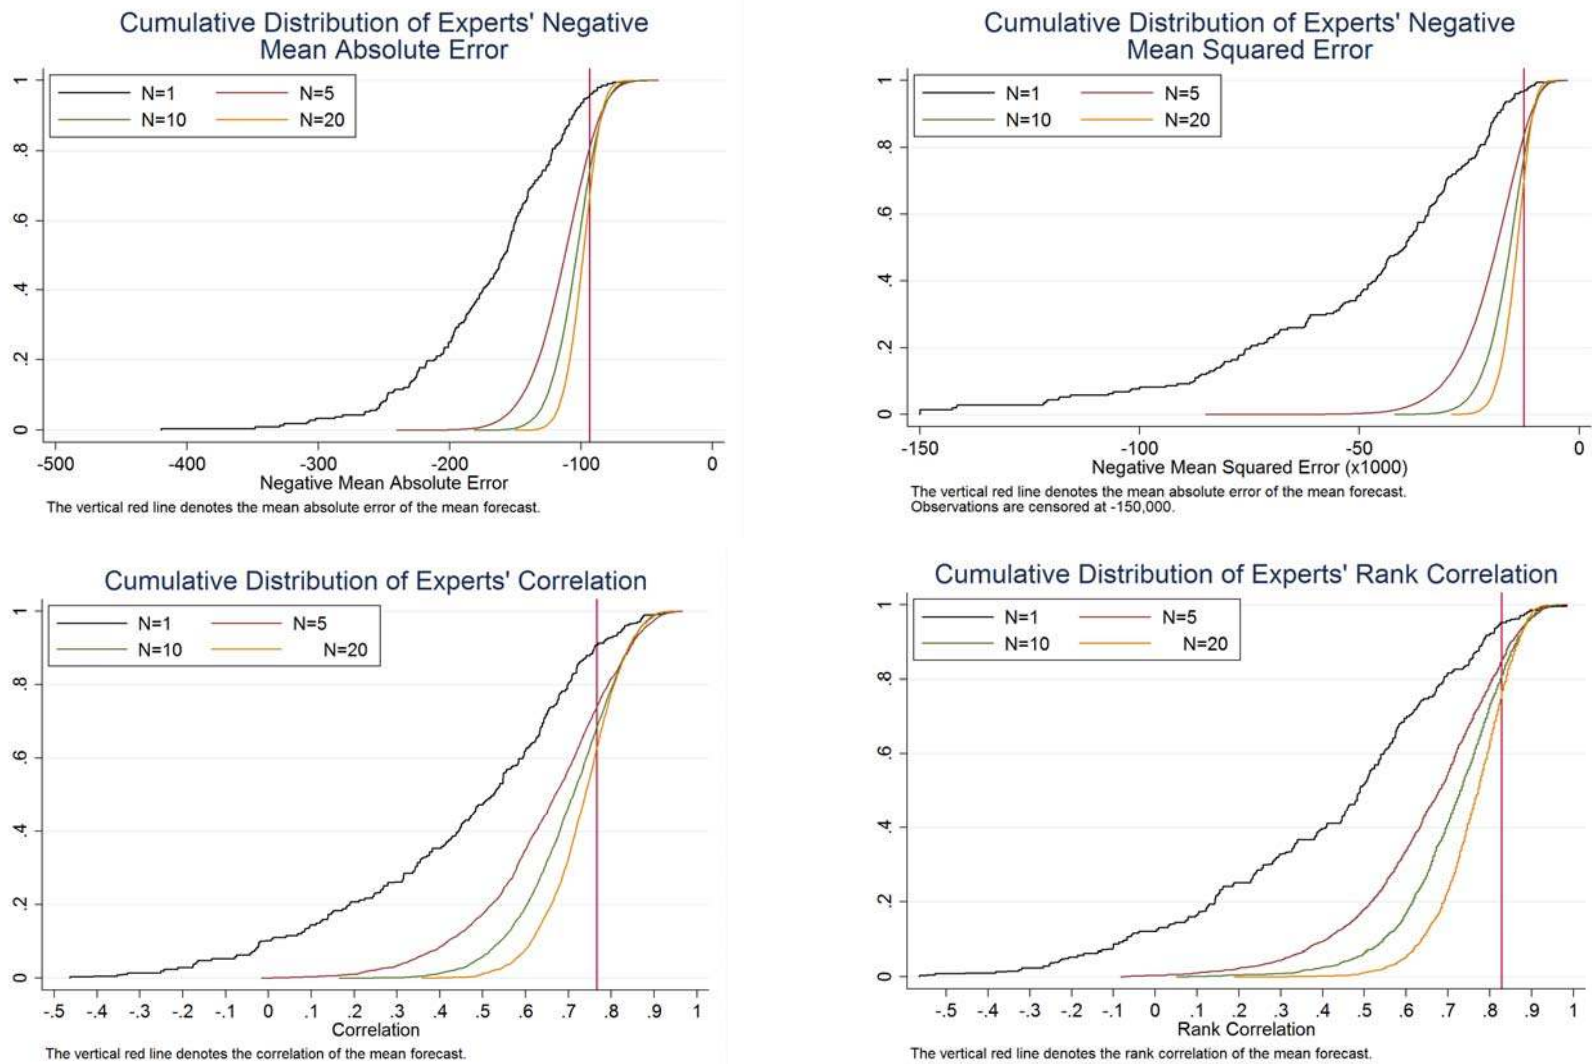 Cumulative Distribution of Experts' Negative
Mean Absolute Error
N=1
N=5
N=10
N=20
1
.8
.6
.4
.2
0
-500
-400
-300
-200
-100
0
Negative Mean Absolute Error
The vertical red line denotes the mean absolute error of the mean forecast.
Cumulative Distribution of Experts' Negative
Mean Squared Error
N=1
N=5
N=10
N=20
1
.8
.6
.4
.2
0
-150
-100
-50
0
Negative Mean Squared Error (x1000)
The vertical red line denotes the mean absolute error of the mean forecast.
Observations are censored at -150,000.
Cumulative Distribution of Experts' Correlation
N=1
N=5
N=10
N=20
1
.8
.6
.4
.2
0
-.5
-.4
-.3
-.2
-.1
0
.1
.2
.3
.4
.5
.6
.7
.8
.9
1
Correlation
The vertical red line denotes the correlation of the mean forecast.
Cumulative Distribution of Experts' Rank Correlation
N=1
N=5
N=10
N=20
1
.8
.6
.4
.2
0
-.5
-.4
-.3
-.2
-.1
0
.1
.2
.3
.4
.5
.6
.7
.8
.9
1
Rank Correlation
The vertical red line denotes the rank correlation of the mean forecast.